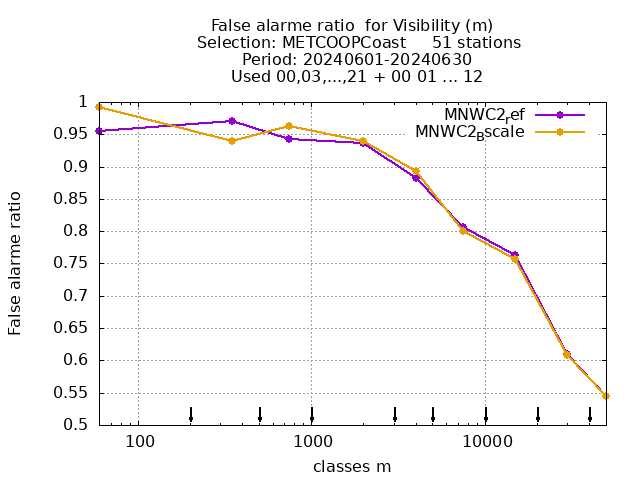 False alarme ratio  for Visibility (m)
Selection: METCOOPCoast     51 stations
Period: 20240601-20240630
Used 00,03,...,21 + 00 01 ... 12
MNWC2ref
MNWC2Bscale
1
0.95
0.9
0.85
0.8
0.75
0.7
0.65
0.6
0.55
0.5
False alarme ratio
100
1000
10000
classes m